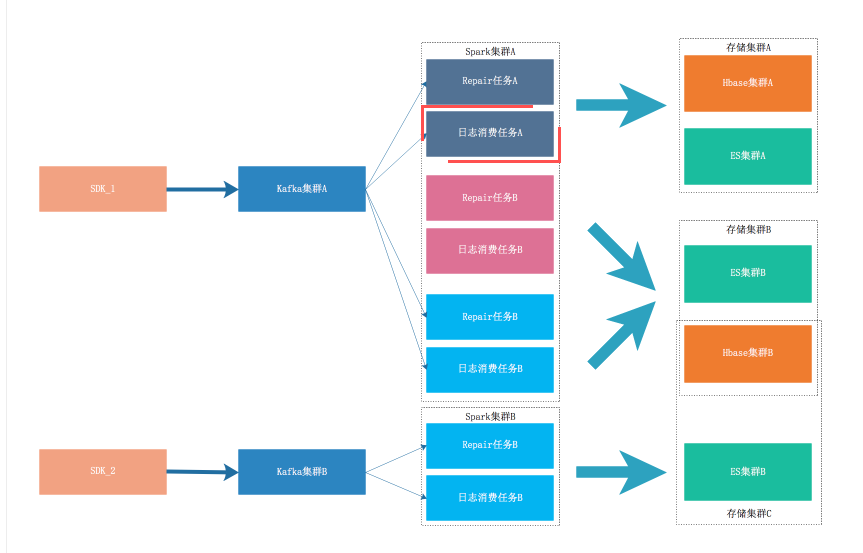 Spark集群A
存储集群A
Repair任务A
Hbase集群A
日志消费任务A
ES集群A
SDK_1
Kafka集群A
Repair任务B
日志消费任务B
存储集群B
ES集群B
Repair任务B
Hbase集群B
日志消费任务B
Spark集群B
Repair任务B
SDK_2
Kafka集群B
ES集群B
日志消费任务B
存储集群C